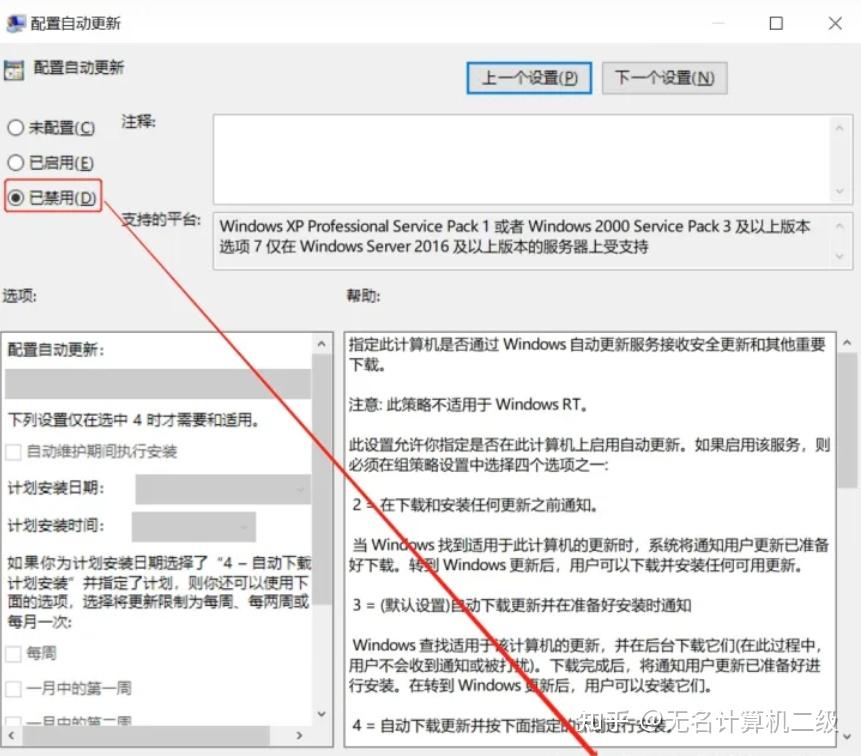 配置自动更新
配置自动更新
上一个设置(P)
下一个设置(N)
未配置(C)
注释:
已启用(E)
已禁用(D)
支持的平台:
Windows XP Professional Service Pack 1 或者 Windows 2000 Service Pack 3 及以上版本
选项 7 仅在 Windows Server 2016 及以上版本的服务器上受支持
选项:
帮助:
配置自动更新:
下列设置仅在选中 4 时才需要和适用。
自动维护期间执行安装
计划安装日期:
计划安装时间:
如果你为计划安装日期选择了“4 – 自动下载
计划安装”并指定了计划，则你还可以使用下
面的选项，选择将更新限制为每周、每两周或
每月一次:
每周
一月中的第一周
一月中的第二周
指定此计算机是否通过 Windows 自动更新服务接收安全更新和其他重要
下载。
注意: 此策略不适用于 Windows RT。
此设置允许你指定是否在此计算机上启用自动更新。如果启用该服务，则
必须在组策略设置中选择四个选项之一:
2 = 在下载和安装任何更新之前通知。
当 Windows 找到适用于此计算机的更新时，系统将通知用户更新已准备
好下载。转到 Windows 更新后，用户可以下载并安装任何可用更新。
3 = (默认设置)自动下载更新并在准备好安装时通知
Windows 查找适用于该计算机的更新，并在后台下载它们(在此过程中，
用户不会收到通知或被打扰)。下载完成后，将通知用户更新已准备好进
行安装。在转到 Windows 更新后，用户可以安装它们。
4 = 自动下载更新并按下面指定的计划进行安装。
知乎 @无名计算机二级